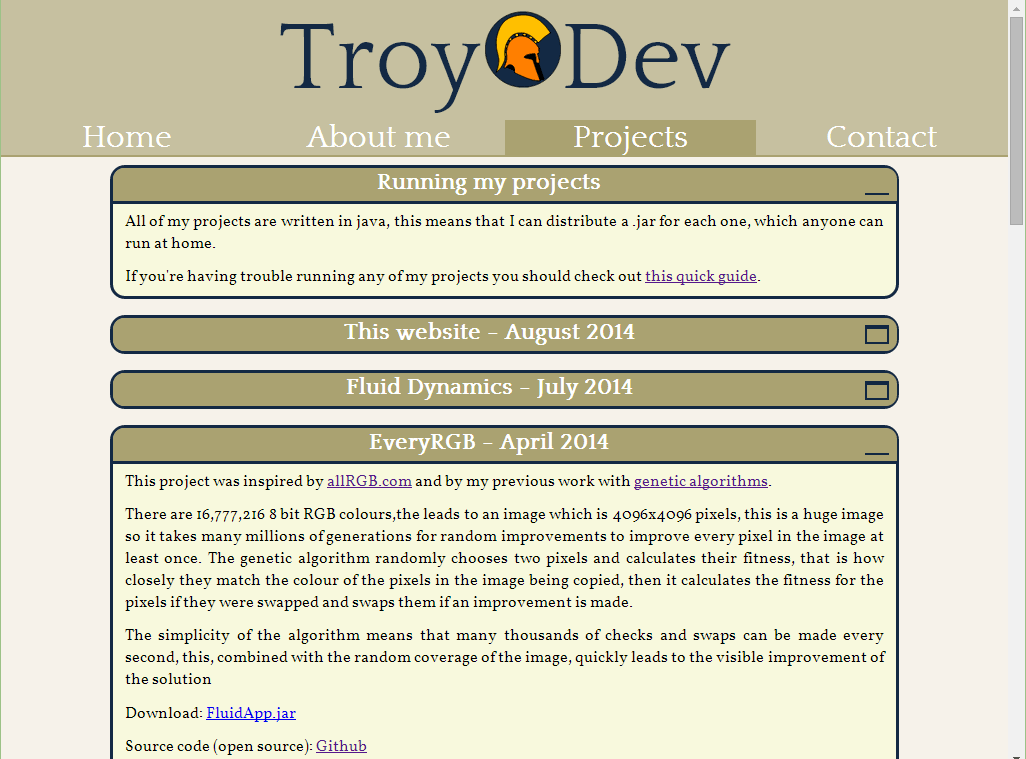 Troy Dev
Home About me Projects Contact
Running my projects
All of my projects are written in java, this means that I can distribute a .jar for each one, which anyone can
run at home.
If you're having trouble running any of my projects you should check out this quick guide.
This website – August 2014
Fluid Dynamics – July 2014
EveryRGB – April 2014
This project was inspired by allRGB.com and by my previous work with genetic algorithms.
There are 16,777,216 8 bit RGB colours,the leads to an image which is 4096x4096 pixels, this is a huge image
so it takes many millions of generations for random improvements to improve every pixel in the image at
least once. The genetic algorithm randomly chooses two pixels and calculates their fitness, that is how
closely they match the colour of the pixels in the image being copied, then it calculates the fitness for the
pixels if they were swapped and swaps them if an improvement is made.
The simplicity of the algorithm means that many thousands of checks and swaps can be made every
second, this, combined with the random coverage of the image, quickly leads to the visible improvement of
the solution
Download: FluidApp.jar
Source code (open source): Github